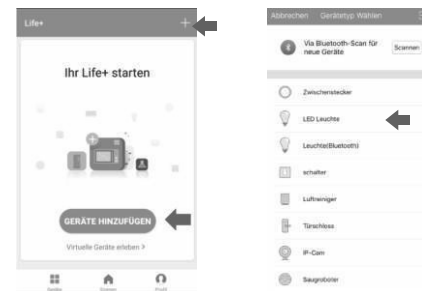 Life+
Ihr Life+ starten
GERÄTE HINZUFÜGEN
Virtuelle Geräte erleben >
Profil
Abbrechen Gerätetyp Wählen
Via Bluetooth-Scan für
neue Geräte
Scannen
Zwischenstecker
LED Leuchte
Leuchte(Bluetooth)
schalter
Luftreiniger
Türschloss
IP-Cam
Saugroboter